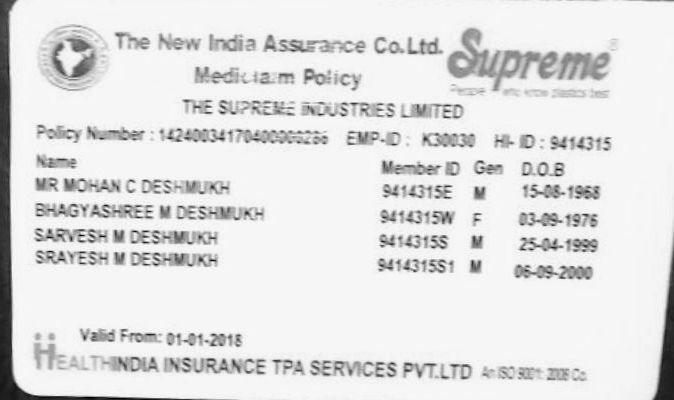 The New India Assurance Co.Ltd.
Supreme
People who know plastics best
Mediclaim Policy
THE SUPREME INDUSTRIES LIMITED
Policy Number : EMP-ID : K30030 HI- ID : 9414315
Name Member ID Gen D.O.B
MR MOHAN C DESHMUKH 9414315E M 15-08-1968
BHAGYASHREE M DESHMUKH 9414315W F 03-09-1976
SARVESH M DESHMUKH 9414315S M 25-04-1999
SRAYESH M DESHMUKH 9414315S1 M 06-09-2000
Valid From: 01-01-2018
HEALTHINDIA INSURANCE TPA SERVICES PVT.LTD An ISO 9001: 2008 Co.